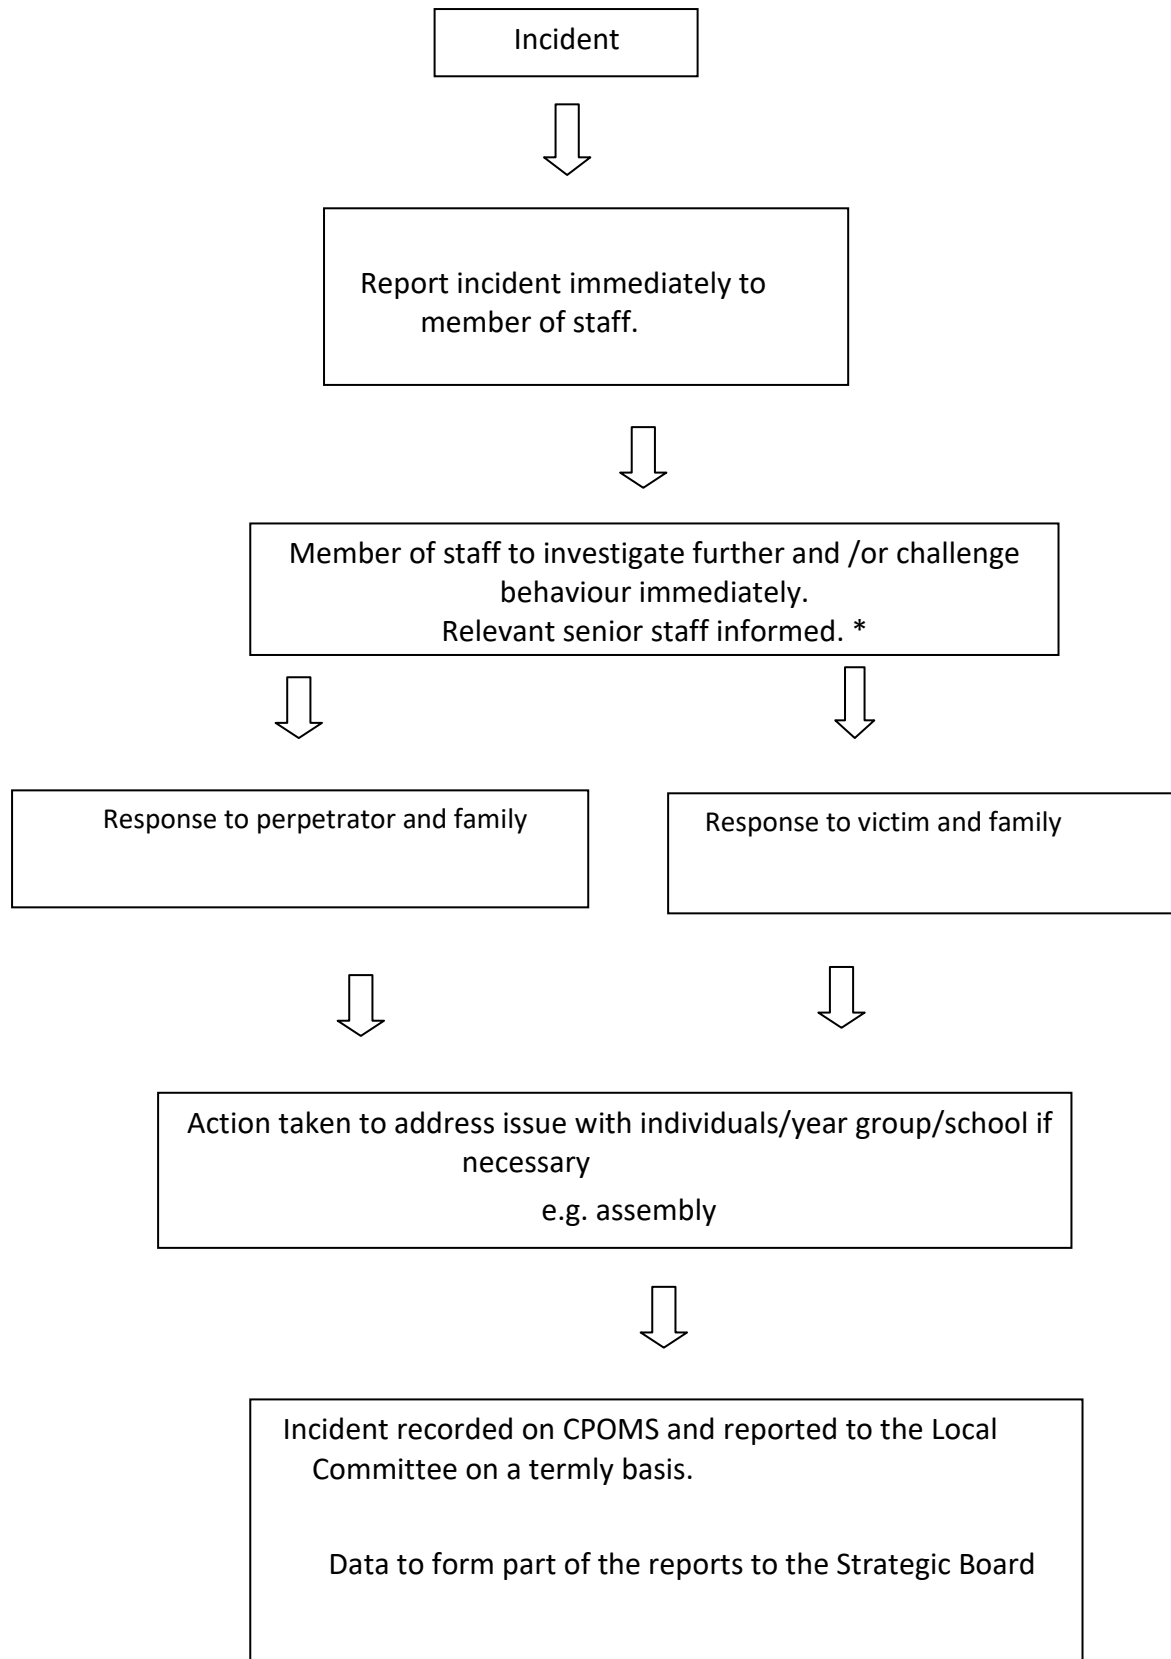 Incident
Report incident immediately to
member of staff.
Member of staff to investigate further and /or challenge
behaviour immediately.
Relevant senior staff informed. *
Response to perpetrator and family
Response to victim and family
Action taken to address issue with individuals/year group/school if
necessary
e.g. assembly
Incident recorded on CPOMS and reported to the Local
Committee on a termly basis.
Data to form part of the reports to the Strategic Board